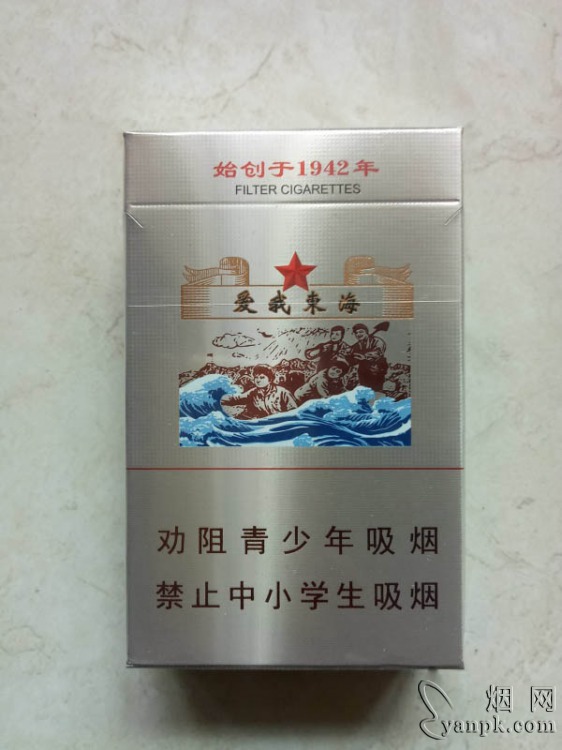 始创于1942年
FILTER CIGARETTES
爱我東海
劝阻青少年吸烟
禁止中小学生吸烟
烟网
yanpk.com